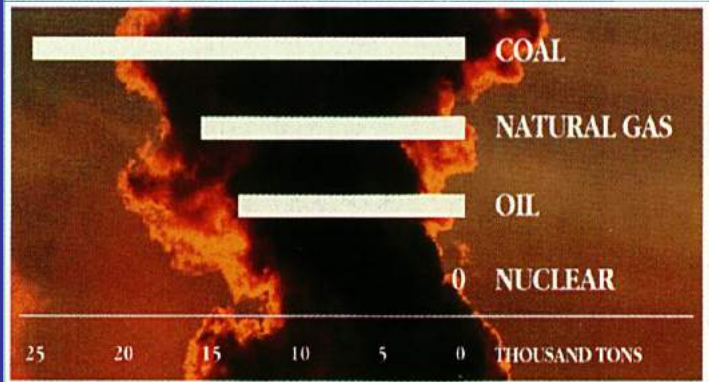 COAL
NATURAL GAS
OIL
0 NUCLEAR
25 20 15 10 5 0 THOUSAND TONS